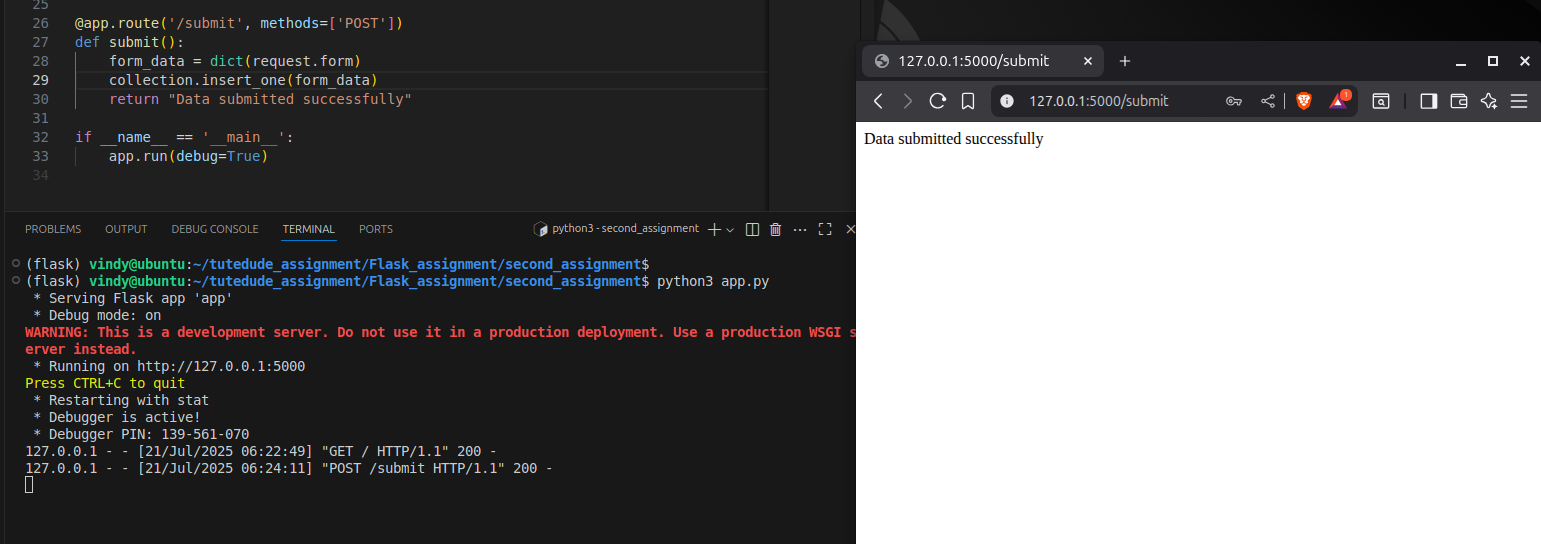 25
26 @app.route('/submit', methods=['POST'])
27 def submit():
28 form_data = dict(request.form)
29 collection.insert_one(form_data)
30 return "Data submitted successfully"
31
32 if __name__ == '__main__':
33 app.run(debug=True)
34
PROBLEMS OUTPUT DEBUG CONSOLE TERMINAL PORTS python3 - second_assignment
(flask) vindy@ubuntu:~/tutedude_assignment/Flask_assignment/second_assignment$
(flask) vindy@ubuntu:~/tutedude_assignment/Flask_assignment/second_assignment$ python3 app.py
* Serving Flask app 'app'
* Debug mode: on
WARNING: This is a development server. Do not use it in a production deployment. Use a production WSGI s
erver instead.
* Running on http://127.0.0.1:5000
Press CTRL+C to quit
* Restarting with stat
* Debugger is active!
* Debugger PIN: 139-561-070
127.0.0.1 - - [21/Jul/2025 06:22:49] "GET / HTTP/1.1" 200 -
127.0.0.1 - - [21/Jul/2025 06:24:11] "POST /submit HTTP/1.1" 200 -
127.0.0.1:5000/submit
127.0.0.1:5000/submit 1
Data submitted successfully